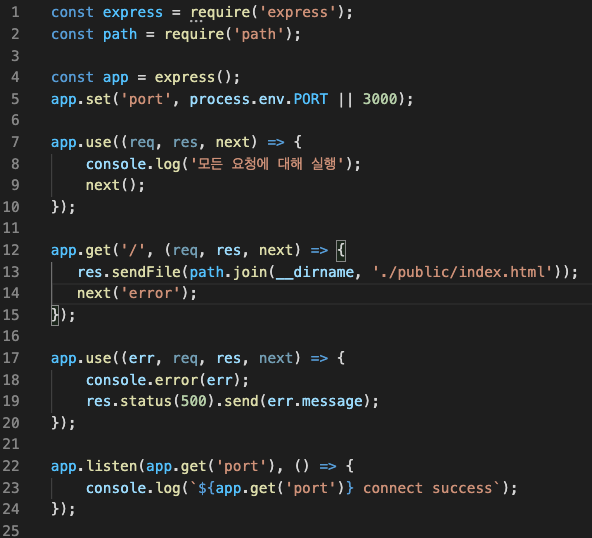 1 const express = require('express');
2 const path = require('path');
3
4 const app = express();
5 app.set('port', process.env.PORT || 3000);
6
7 app.use((req, res, next) => {
8     console.log('모든 요청에 대해 실행');
9     next();
10 });
11
12 app.get('/', (req, res, next) => {
13    res.sendFile(path.join(__dirname, './public/index.html'));
14    next('error');
15 });
16
17 app.use((err, req, res, next) => {
18     console.error(err);
19     res.status(500).send(err.message);
20 });
21
22 app.listen(app.get('port'), () => {
23     console.log(`${app.get('port')} connect success`);
24 });
25